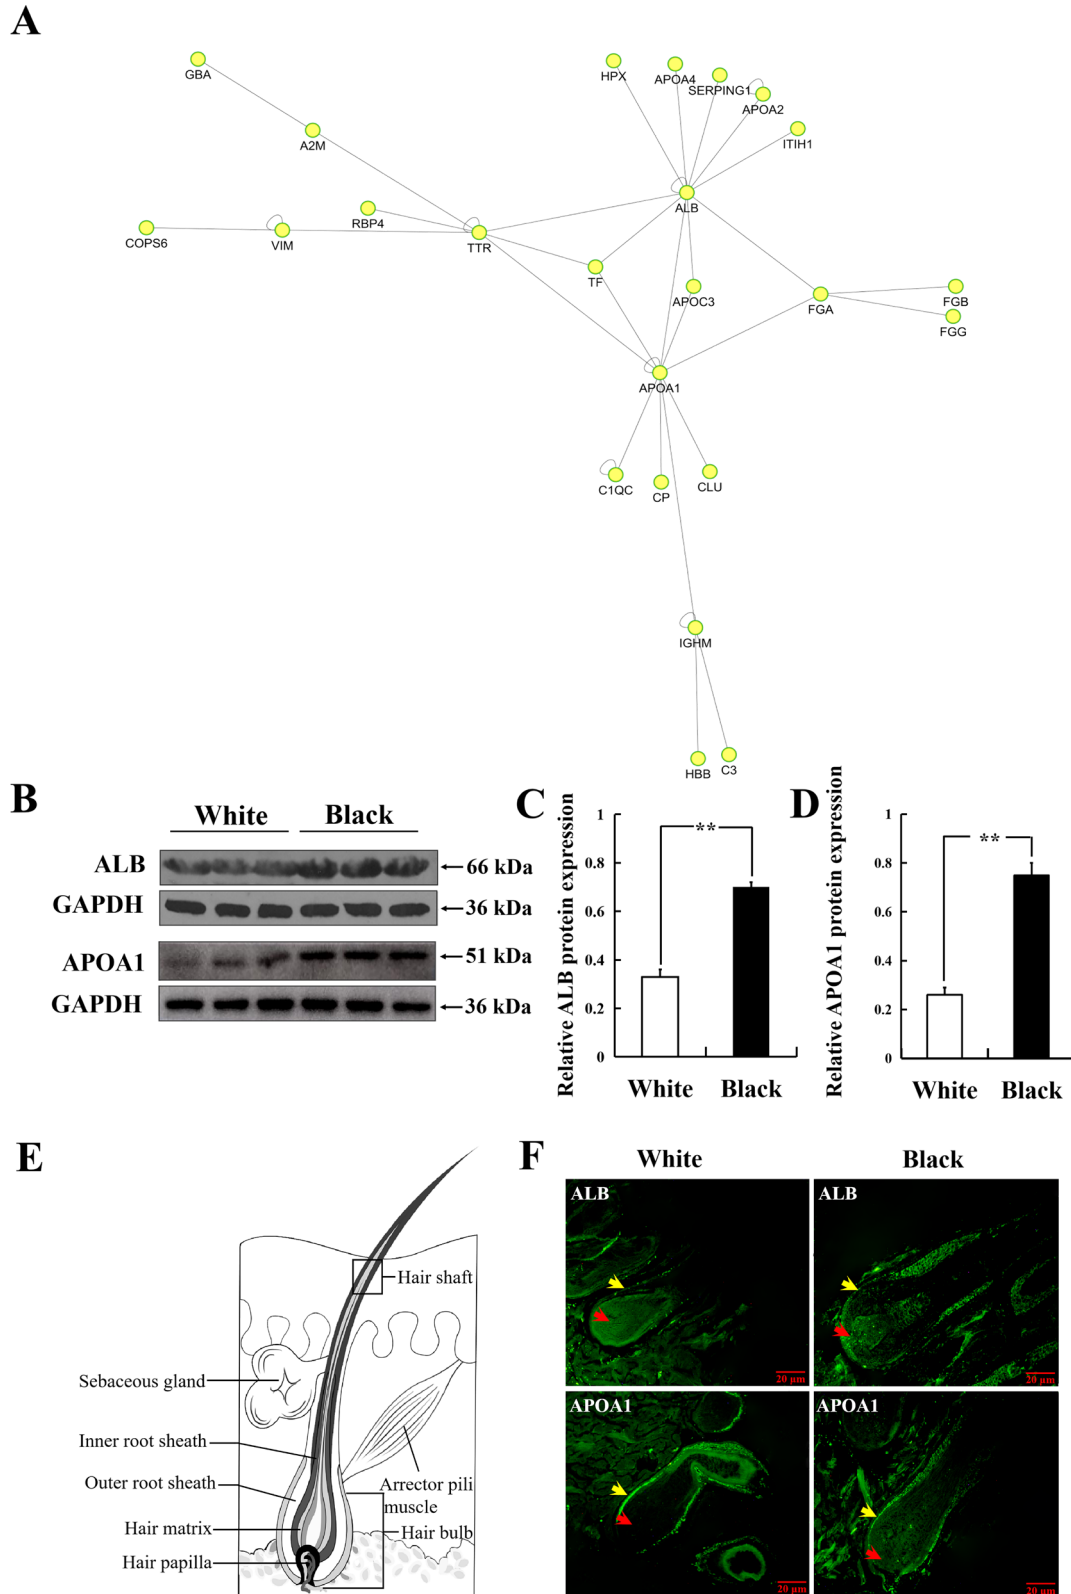 A
GBA
HPX
APOA4
SERPING1
APOA2
A2M
ITIH1
RBP4
ALB
COPS6
VIM
TTR
TF
APOC3
FGA
FGB
FGG
APOA1
C1QC
CP
CLU
IGHM
HBB
C3
B
White
Black
ALB
66 kDa
GAPDH
36 kDa
APOA1
51 kDa
GAPDH
36 kDa
C
Relative ALB protein expression
1
0.8
0.6
0.4
0.2
0
**
White
Black
D
Relative APOA1 protein expression
1
0.8
0.6
0.4
0.2
0
**
White
Black
E
Hair shaft
Sebaceous gland
Inner root sheath
Outer root sheath
Arrector pili
muscle
Hair matrix
Hair bulb
Hair papilla
F
White
Black
ALB
20 μm
ALB
20 μm
APOA1
20 μm
APOA1
20 μm